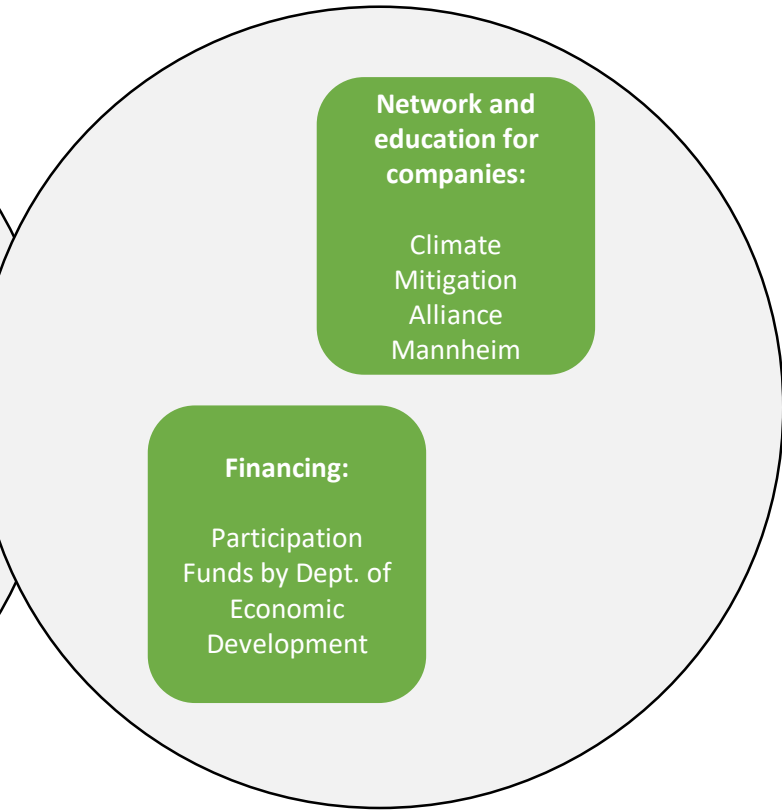 Network and
education for
companies:
Climate
Mitigation
Alliance
Mannheim
Financing:
Participation
Funds by Dept. of
Economic
Development